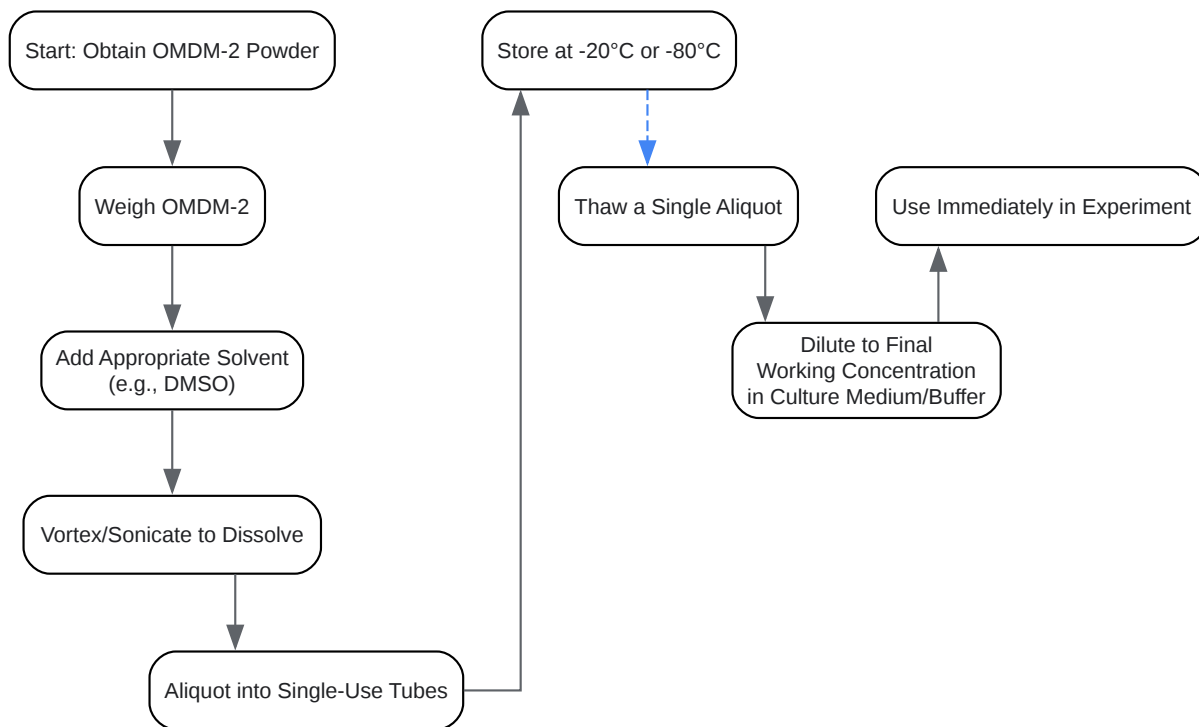 Start: Obtain OMDM-2 Powder
Weigh OMDM-2
Add Appropriate Solvent
(e.g., DMSO)
Vortex/Sonicate to Dissolve
Aliquot into Single-Use Tubes
Store at -20°C or -80°C
Thaw a Single Aliquot
Dilute to Final
Working Concentration
in Culture Medium/Buffer
Use Immediately in Experiment